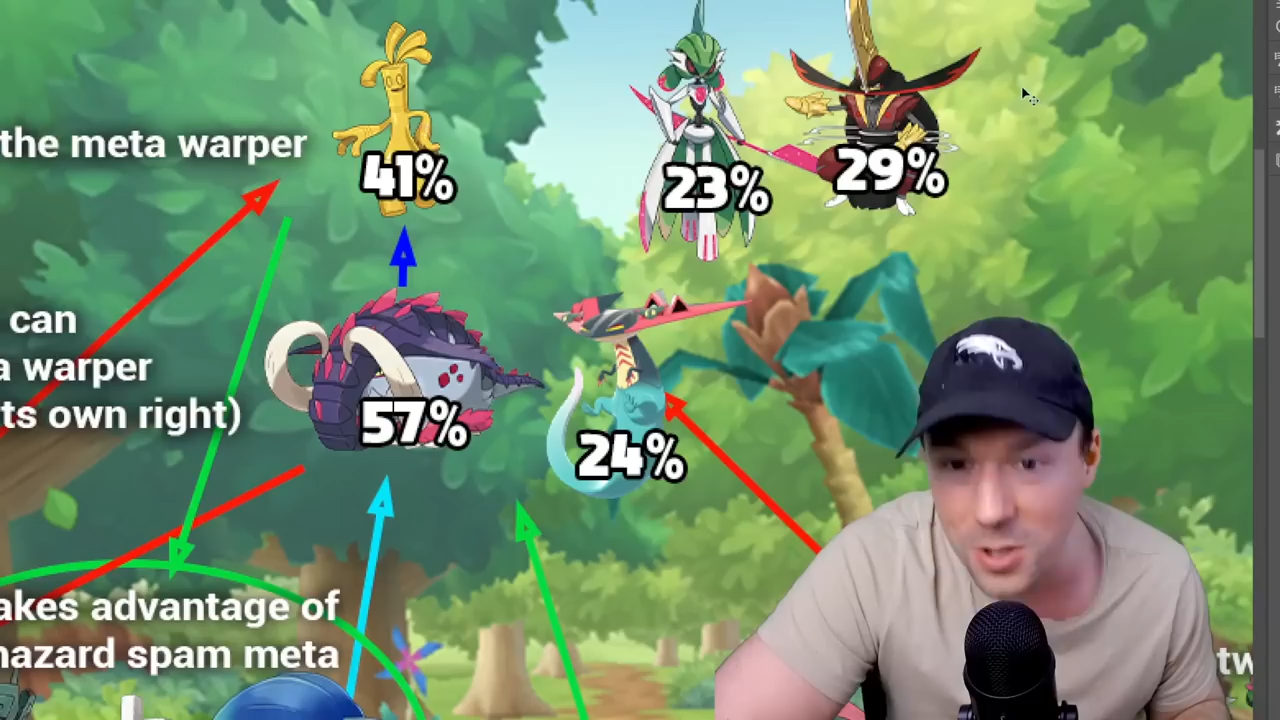 the meta warper
41%
23%
29%
can
a warper
ts own right)
57%
24%
akes advantage of
hazard spam meta
tw